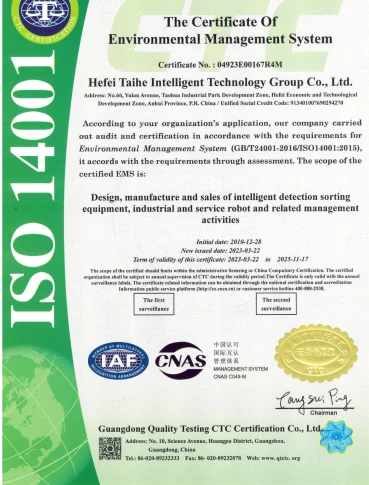 The Certificate Of
Environmental Management System
Certificate No. : 04923E00167R4M
Hefei Taihe Intelligent Technology Group Co., Ltd.
Address: No.66, Yulan Avenue, Taohua Industrial Park Development Zone, Hefei Economic and Technological
Development Zone, Anhui Province, P.R. China / Unified Social Credit Code: 913401007690294270
According to your organization's application, our company carried
out audit and certification in accordance with the requirements for
Environmental Management System (GB/T24001-2016/ISO14001:2015),
it accords with the requirements through assessment. The scope of the
certified EMS is:
Design, manufacture and sales of intelligent detection sorting
equipment, industrial and service robot and related management
activities
Initial date: 2010-12-28
New issued date: 2023-03-22
Term of validity of this certificate: 2023-03-22 to 2025-11-17
The scope of the certified should limits within the administrative licensing or China Compulsory Certification. The certified
organization shall be subject to annual supervision of CTC during the validity period.The Certificate is only valid with the annual
surveillance labels. The certificate related information can be obtained through the national certification and accreditation
Information public service platform (http://cx.cnca.cn) or customer service hotline 400-888-2538.
The first
surveillance
The second
surveillance
ISO 14001
CTC
MEMBER OF MULTILATERAL
IAF
RECOGNITION ARRANGEMENT
CNAS
中国认可
国际互认
管理体系
MANAGEMENT SYSTEM
CNAS C049-M
EMS
Chairman
Guangdong Quality Testing CTC Certification Co., Ltd.
Address: No. 10, Science Avenue, Huangpu District, Guangzhou,
Guangdong, China
Tel.: 86-020-89232333 Fax: 86- 020-89232078 Web: www. qtctc. org